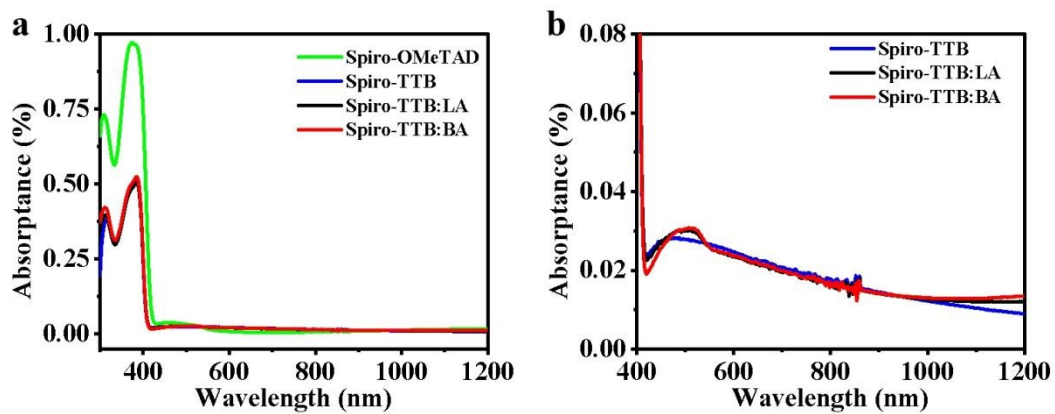 a
Absorptance (%)
1.00
0.75
0.50
0.25
0.00
Spiro-OMeTAD
Spiro-TTB
Spiro-TTB:LA
Spiro-TTB:BA
400 600 800 1000 1200
Wavelength (nm)
b
Absorptance (%)
0.08
0.06
0.04
0.02
0.00
Spiro-TTB
Spiro-TTB:LA
Spiro-TTB:BA
400 600 800 1000 1200
Wavelength (nm)